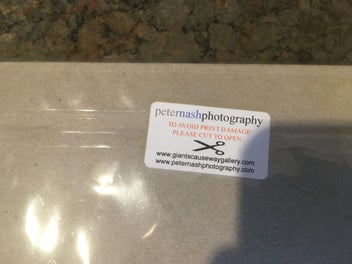 peternashphotography
TO AVOID PRINT DAMAGE
PLEASE CUT TO OPEN
www.giantscausewaygallery.com
www.peternashphotography.com